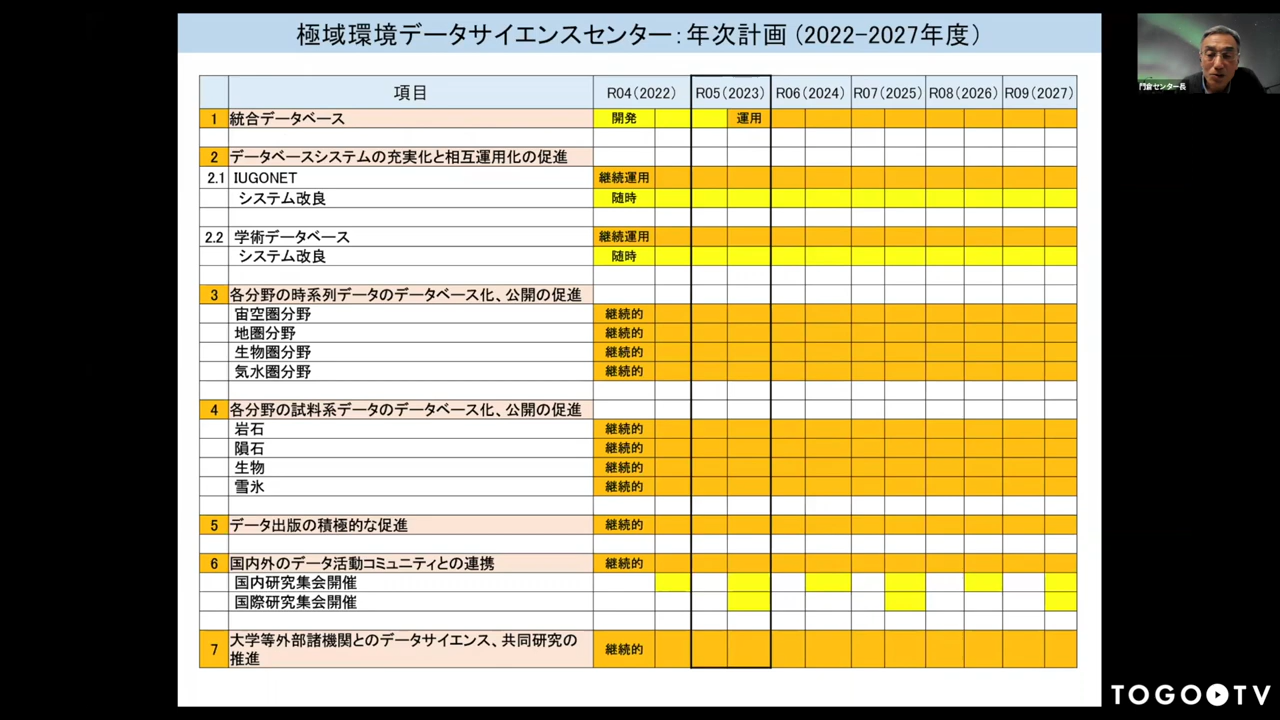 極域環境データサイエンスセンター：年次計画（2022-2027年度）
門倉センター長
項目 R04（2022） R05（2023） R06（2024） R07（2025） R08（2026） R09（2027）
1 統合データベース 開発 運用
2 データベースシステムの充実化と相互運用化の促進
2.1 IUGONET 継続運用
システム改良 随時
2.2 学術データベース 継続運用
システム改良 随時
3 各分野の時系列データのデータベース化、公開の促進
宙空圏分野 継続的
地圏分野 継続的
生物圏分野 継続的
気水圏分野 継続的
4 各分野の試料系データのデータベース化、公開の促進
岩石 継続的
隕石 継続的
生物 継続的
雪氷 継続的
5 データ出版の積極的な促進 継続的
6 国内外のデータ活動コミュニティとの連携 継続的
国内研究集会開催
国際研究集会開催
7 大学等外部諸機関とのデータサイエンス、共同研究の
推進 継続的
TOGO TV